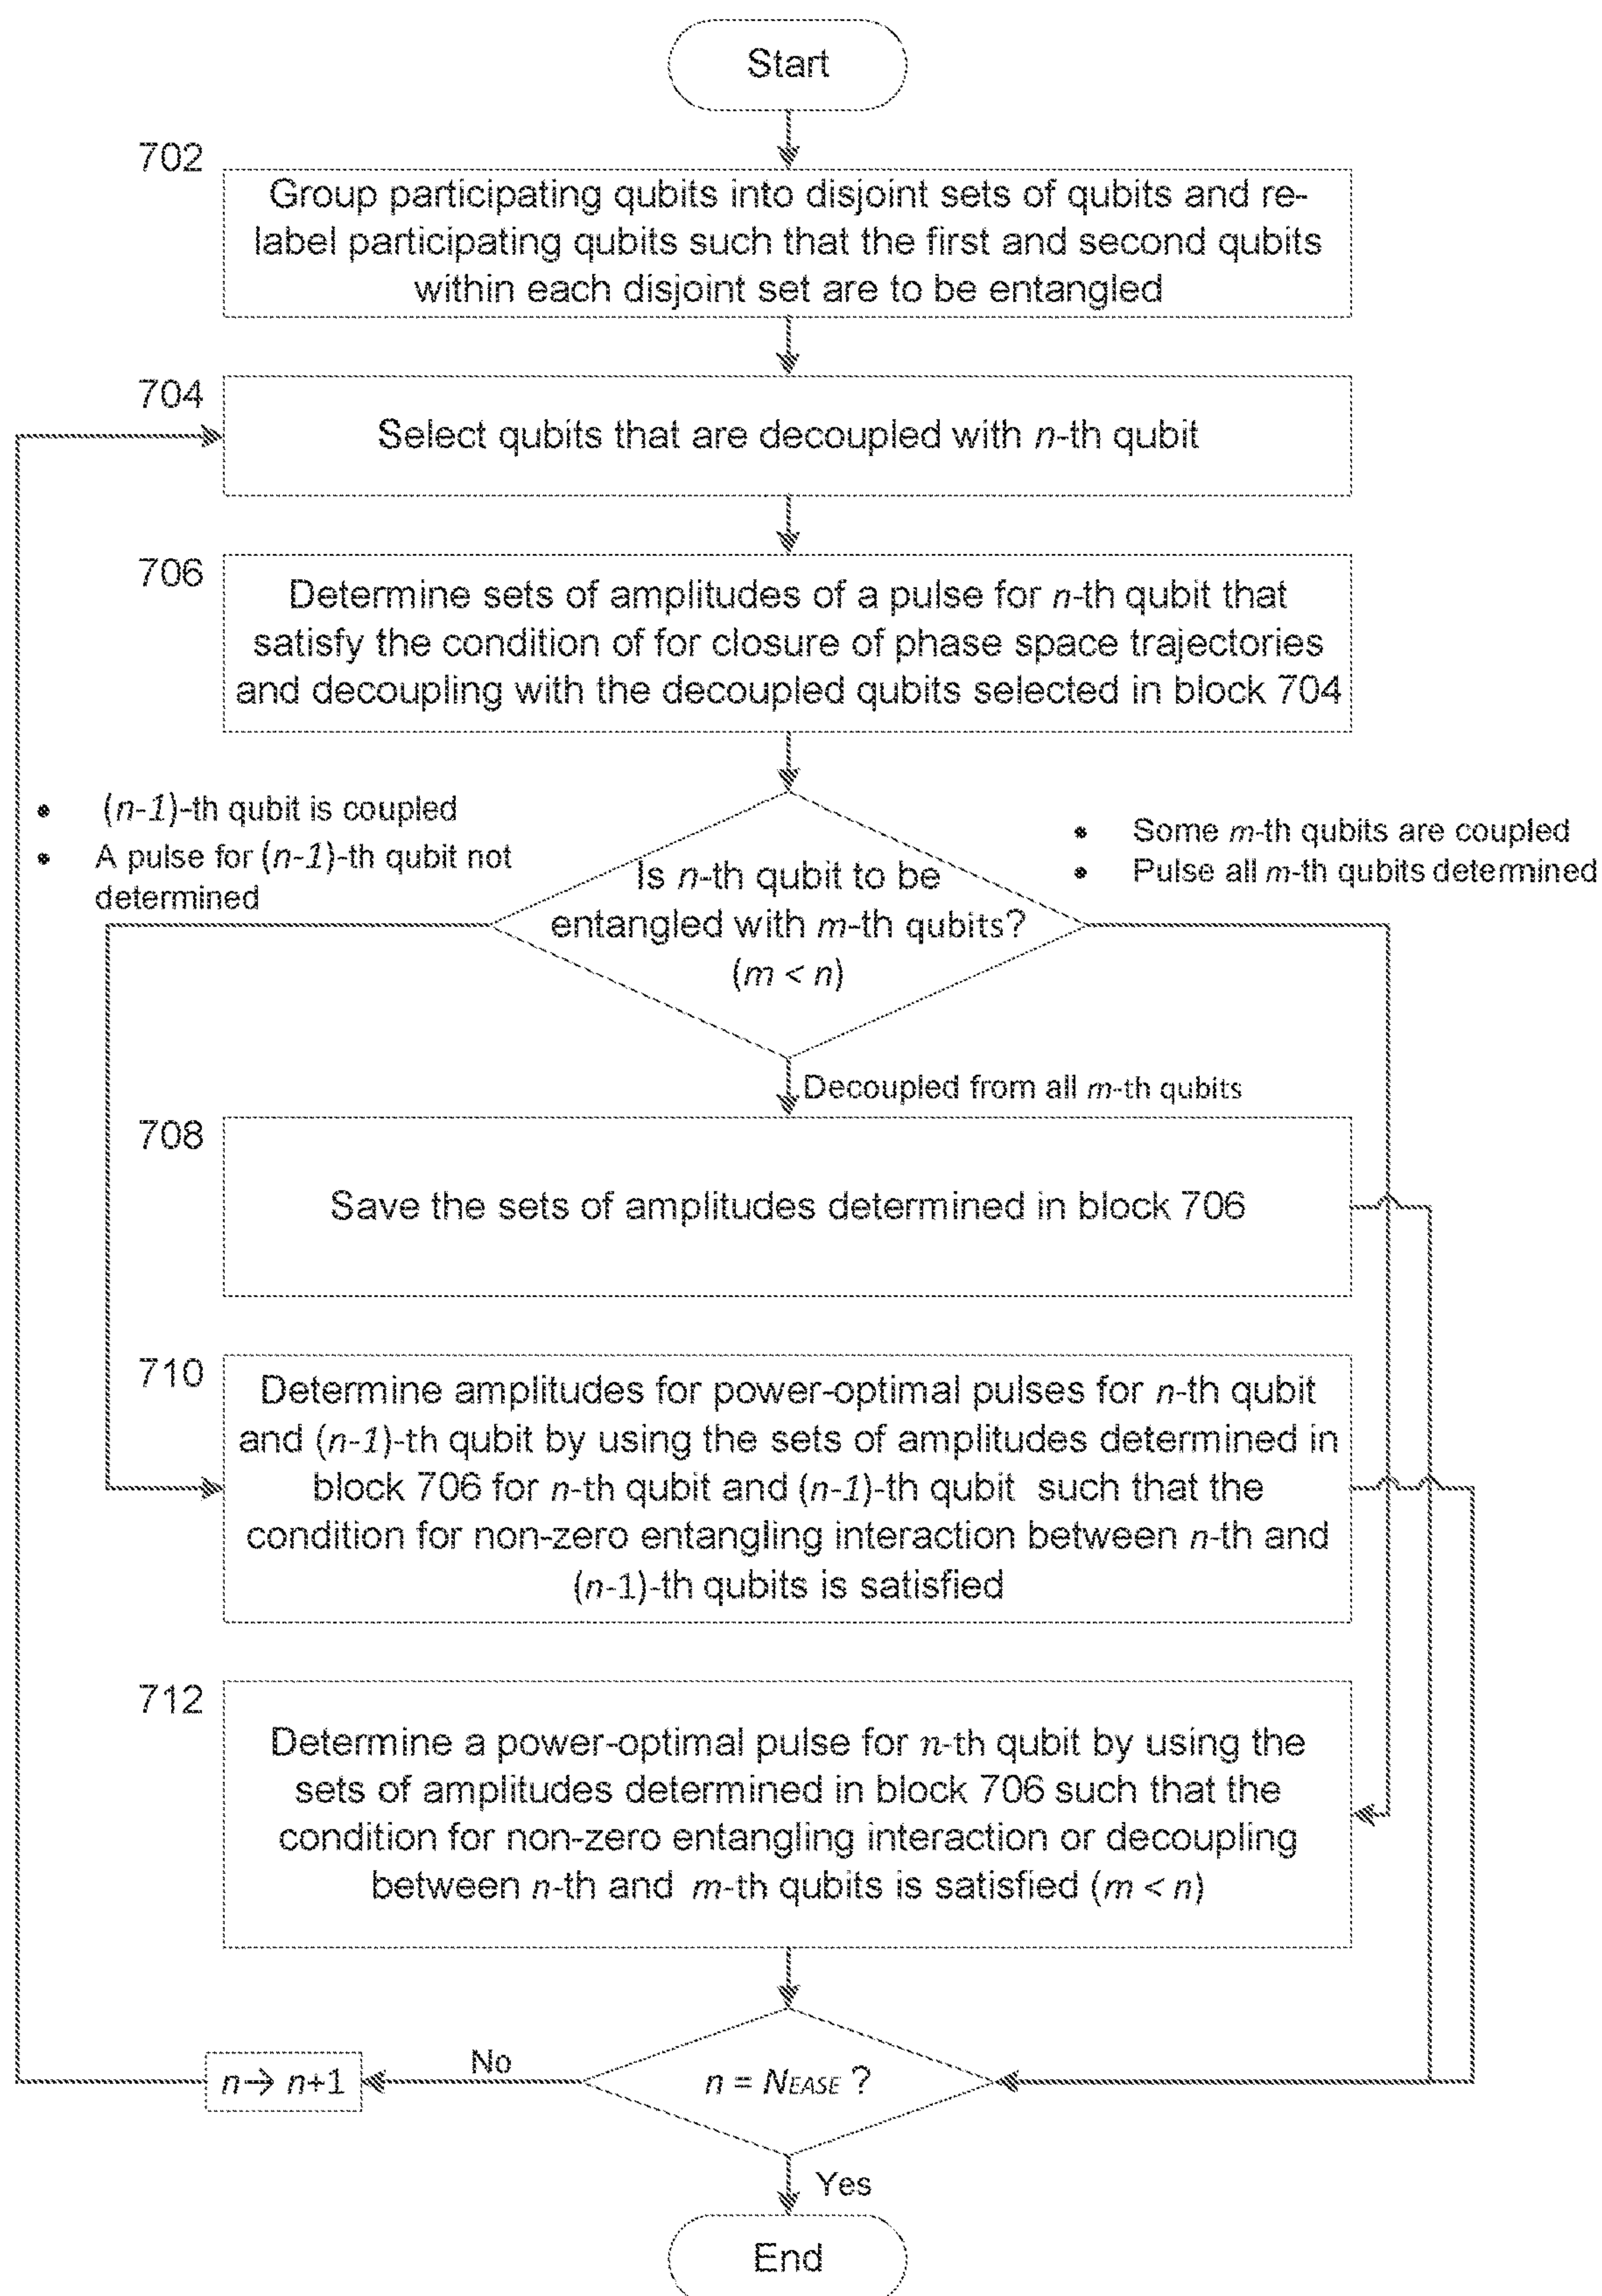 Start
702
Group participating qubits into disjoint sets of qubits and re-
label participating qubits such that the first and second qubits
within each disjoint set are to be entangled
704
Select qubits that are decoupled with n-th qubit
706
Determine sets of amplitudes of a pulse for n-th qubit that
satisfy the condition of for closure of phase space trajectories
and decoupling with the decoupled qubits selected in block 704
• (n-1)-th qubit is coupled
• A pulse for (n-1)-th qubit not
determined
Is n-th qubit to be
entangled with m-th qubits?
(m < n)
• Some m-th qubits are coupled
• Pulse all m-th qubits determined
Decoupled from all m-th qubits
708
Save the sets of amplitudes determined in block 706
710
Determine amplitudes for power-optimal pulses for n-th qubit
and (n-1)-th qubit by using the sets of amplitudes determined in
block 706 for n-th qubit and (n-1)-th qubit such that the
condition for non-zero entangling interaction between n-th and
(n-1)-th qubits is satisfied
712
Determine a power-optimal pulse for n-th qubit by using the
sets of amplitudes determined in block 706 such that the
condition for non-zero entangling interaction or decoupling
between n-th and m-th qubits is satisfied (m < n)
n→ n+1
No
n = NEASE ?
Yes
End